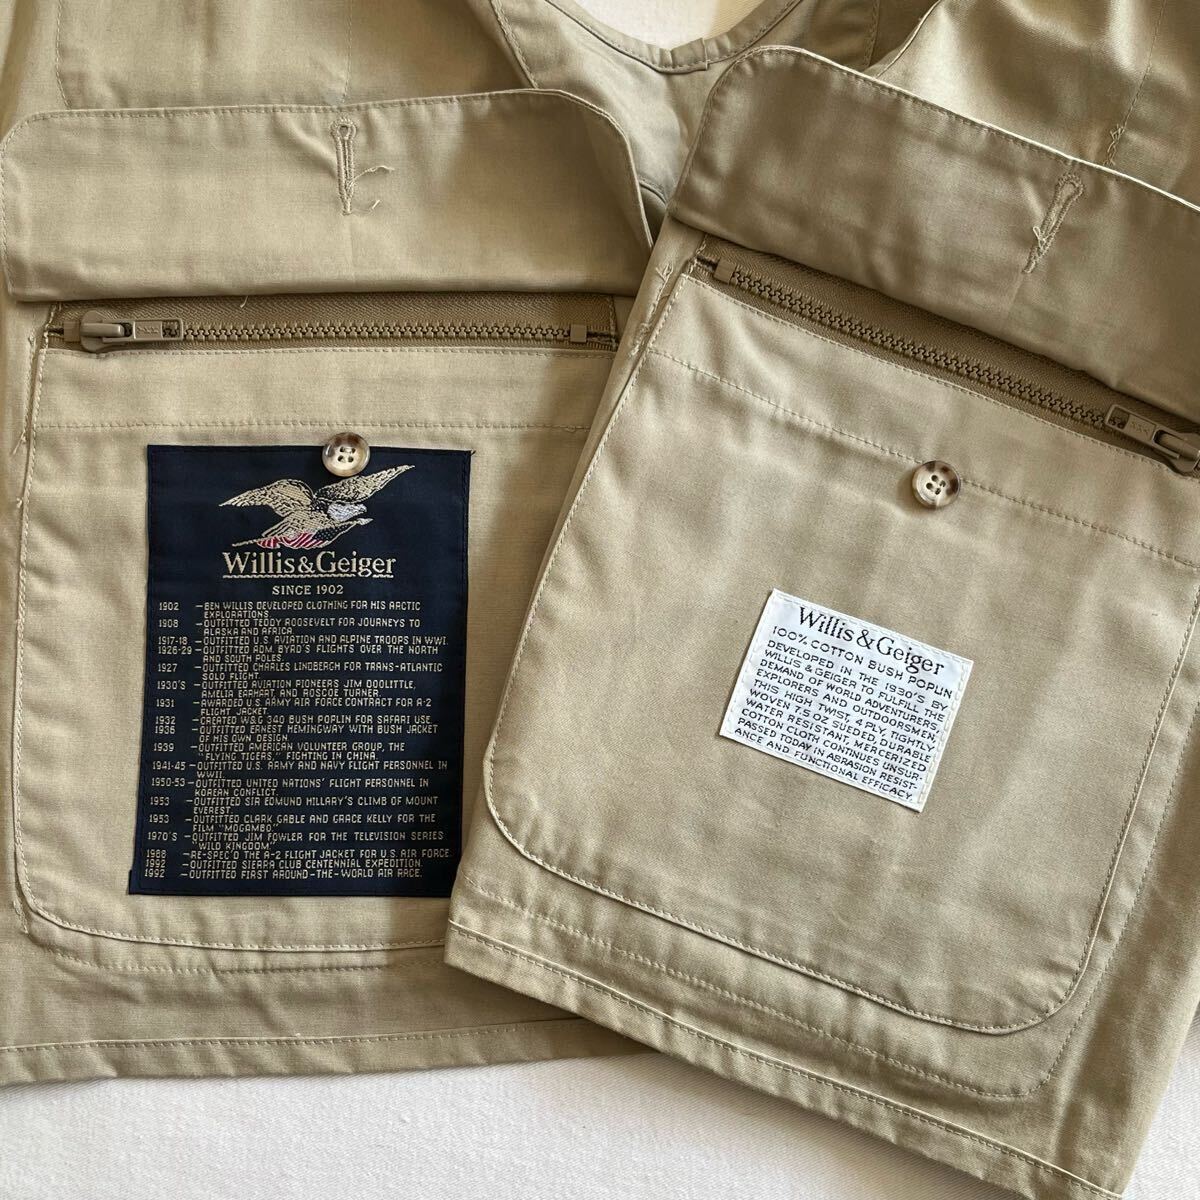 Willis&Geiger
SINCE 1902
1902 –BEN WILLIS DEVELOPED CLOTHING FOR HIS ARCTIC
EXPLORATIONS.
1908 –OUTFITTED TEDDY ROOSEVELT FOR JOURNEYS TO
ALASKA AND AFRICA.
1917-18 –OUTFITTED U.S. AVIATION AND ALPINE TROOPS IN WWI.
1926-29 –OUTFITTED ADM. BYRD'S FLIGHTS OVER THE NORTH
AND SOUTH POLES.
1927 –OUTFITTED CHARLES LINDBERGH FOR TRANS-ATLANTIC
SOLO FLIGHT.
1930'S –OUTFITTED AVIATION PIONEERS JIM DOOLITTLE,
AMELIA EARHART, AND ROSCOE TURNER.
1931 –AWARDED U.S. ARMY AIR FORCE CONTRACT FOR A-2
FLIGHT JACKET.
1932 –CREATED W&G 340 BUSH POPLIN FOR SAFARI USE.
1936 –OUTFITTED ERNEST HEMINGWAY WITH BUSH JACKET
OF HIS OWN DESIGN.
1939 –OUTFITTED AMERICAN VOLUNTEER GROUP, THE
"FLYING TIGERS," FIGHTING IN CHINA.
1941-45 –OUTFITTED U.S. ARMY AND NAVY FLIGHT PERSONNEL IN
WWII.
1950-53 –OUTFITTED UNITED NATIONS' FLIGHT PERSONNEL IN
KOREAN CONFLICT.
1953 –OUTFITTED SIR EDMUND HILLARY'S CLIMB OF MOUNT
EVEREST.
1953 –OUTFITTED CLARK GABLE AND GRACE KELLY FOR THE
FILM "MOGAMBO."
1970'S –OUTFITTED JIM FOWLER FOR THE TELEVISION SERIES
"WILD KINGDOM."
1988 –RE-SPEC'D THE A-2 FLIGHT JACKET FOR U.S. AIR FORCE.
1992 –OUTFITTED SIERRA CLUB CENTENNIAL EXPEDITION.
1992 –OUTFITTED FIRST AROUND-THE-WORLD AIR RACE.
Willis & Geiger
100% COTTON BUSH POPLIN
DEVELOPED IN THE 1930'S BY
WILLIS & GEIGER TO FULFILL THE
DEMAND OF WORLD ADVENTURERS,
EXPLORERS AND OUTDOORSMEN,
THIS HIGH TWIST, 4 PLY, TIGHTLY
WOVEN 7.5 OZ SUEDED, DURABLE
WATER RESISTANT, MERCERIZED
COTTON CLOTH CONTINUES UNSUR-
PASSED TODAY IN ABRASION RESIST-
ANCE AND FUNCTIONAL EFFICACY.